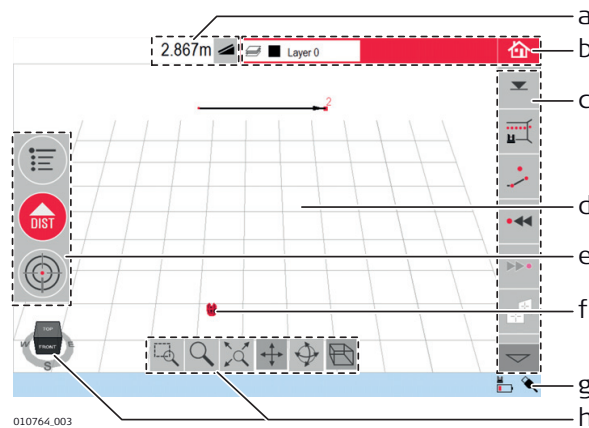 a
2.867m Layer 0
b
c
2
d
DIST
e
f
TOP
W FRONT E
S
g
010764_003
h